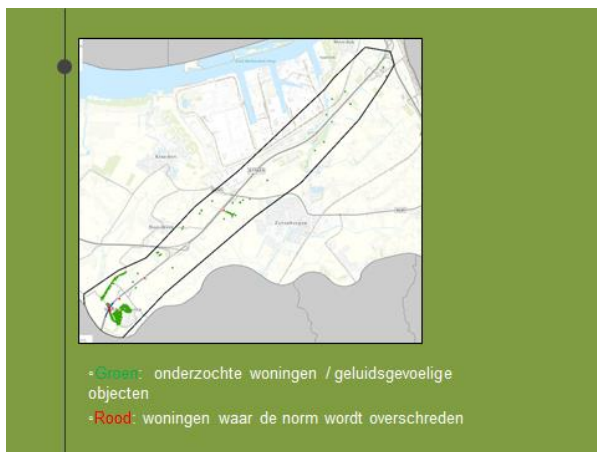 ◦Groen: onderzochte woningen / geluidsgevoelige
objecten
◦Rood: woningen waar de norm wordt overschreden